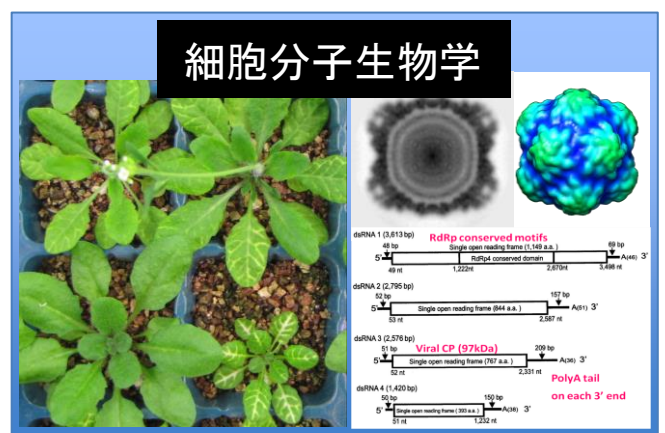 細胞分子生物学
dsRNA 1 (3,613 bp)
RdRp conserved motifs
48 bp
Single open reading frame (1,149 a.a.)
89 bp
5'
RdRp4 conserved domain
A(46) 3'
49 nt
1,222nt
2,670nt
3,498 nt
dsRNA 2 (2,795 bp)
52 bp
157 bp
5'
Single open reading frame (844 a.a.)
A(51) 3'
53 nt
2,587 nt
dsRNA 3 (2,576 bp)
Viral CP (97kDa)
51 bp
209 bp
5'
Single open reading frame (767 a.a.)
A(36) 3'
52 nt
2,331 nt
PolyA tail
on each 3' end
dsRNA 4 (1,420 bp)
50 bp
150 bp
5'
Single open reading frame (393 a.a.)
A(38) 3'
51 nt
1,232 nt